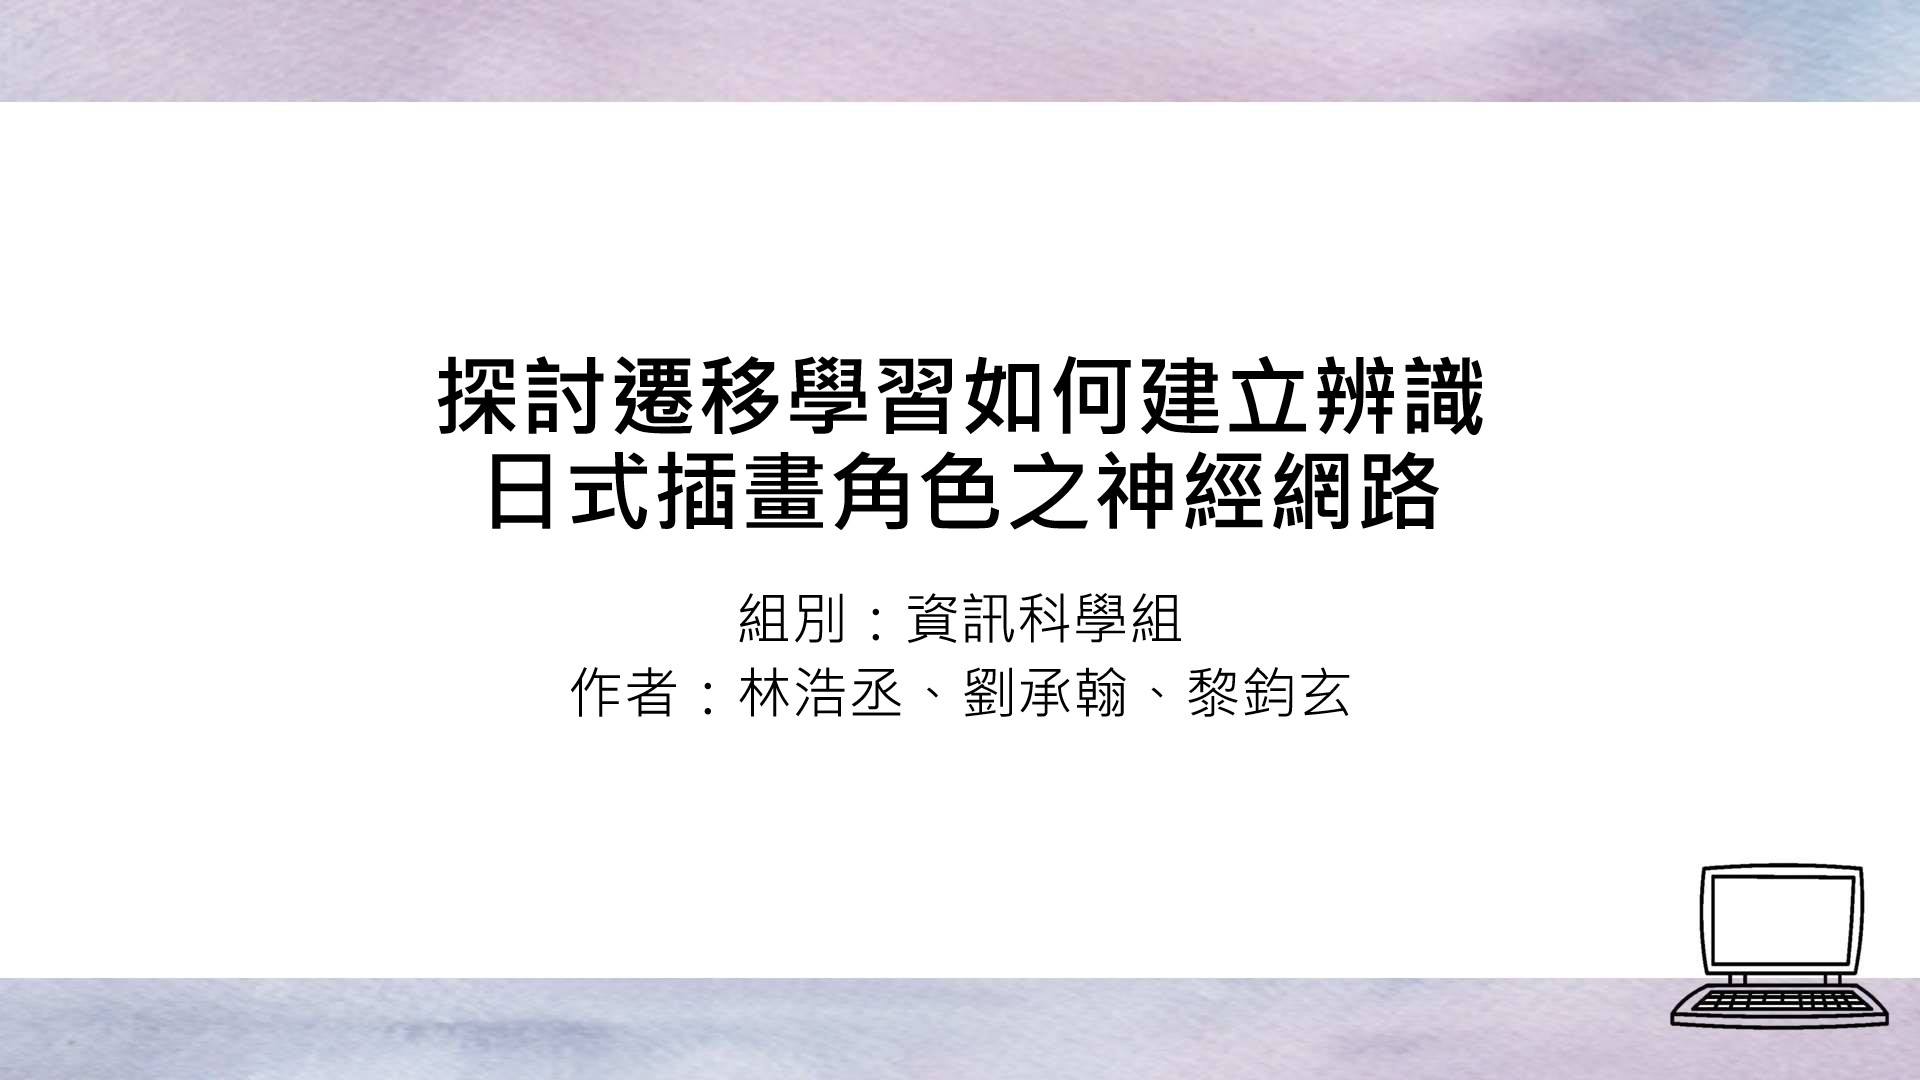 探討遷移學習如何建立辨識
日式插畫角色之神經網路
組別：資訊科學組
作者：林浩丞、劉承翰、黎鈞玄